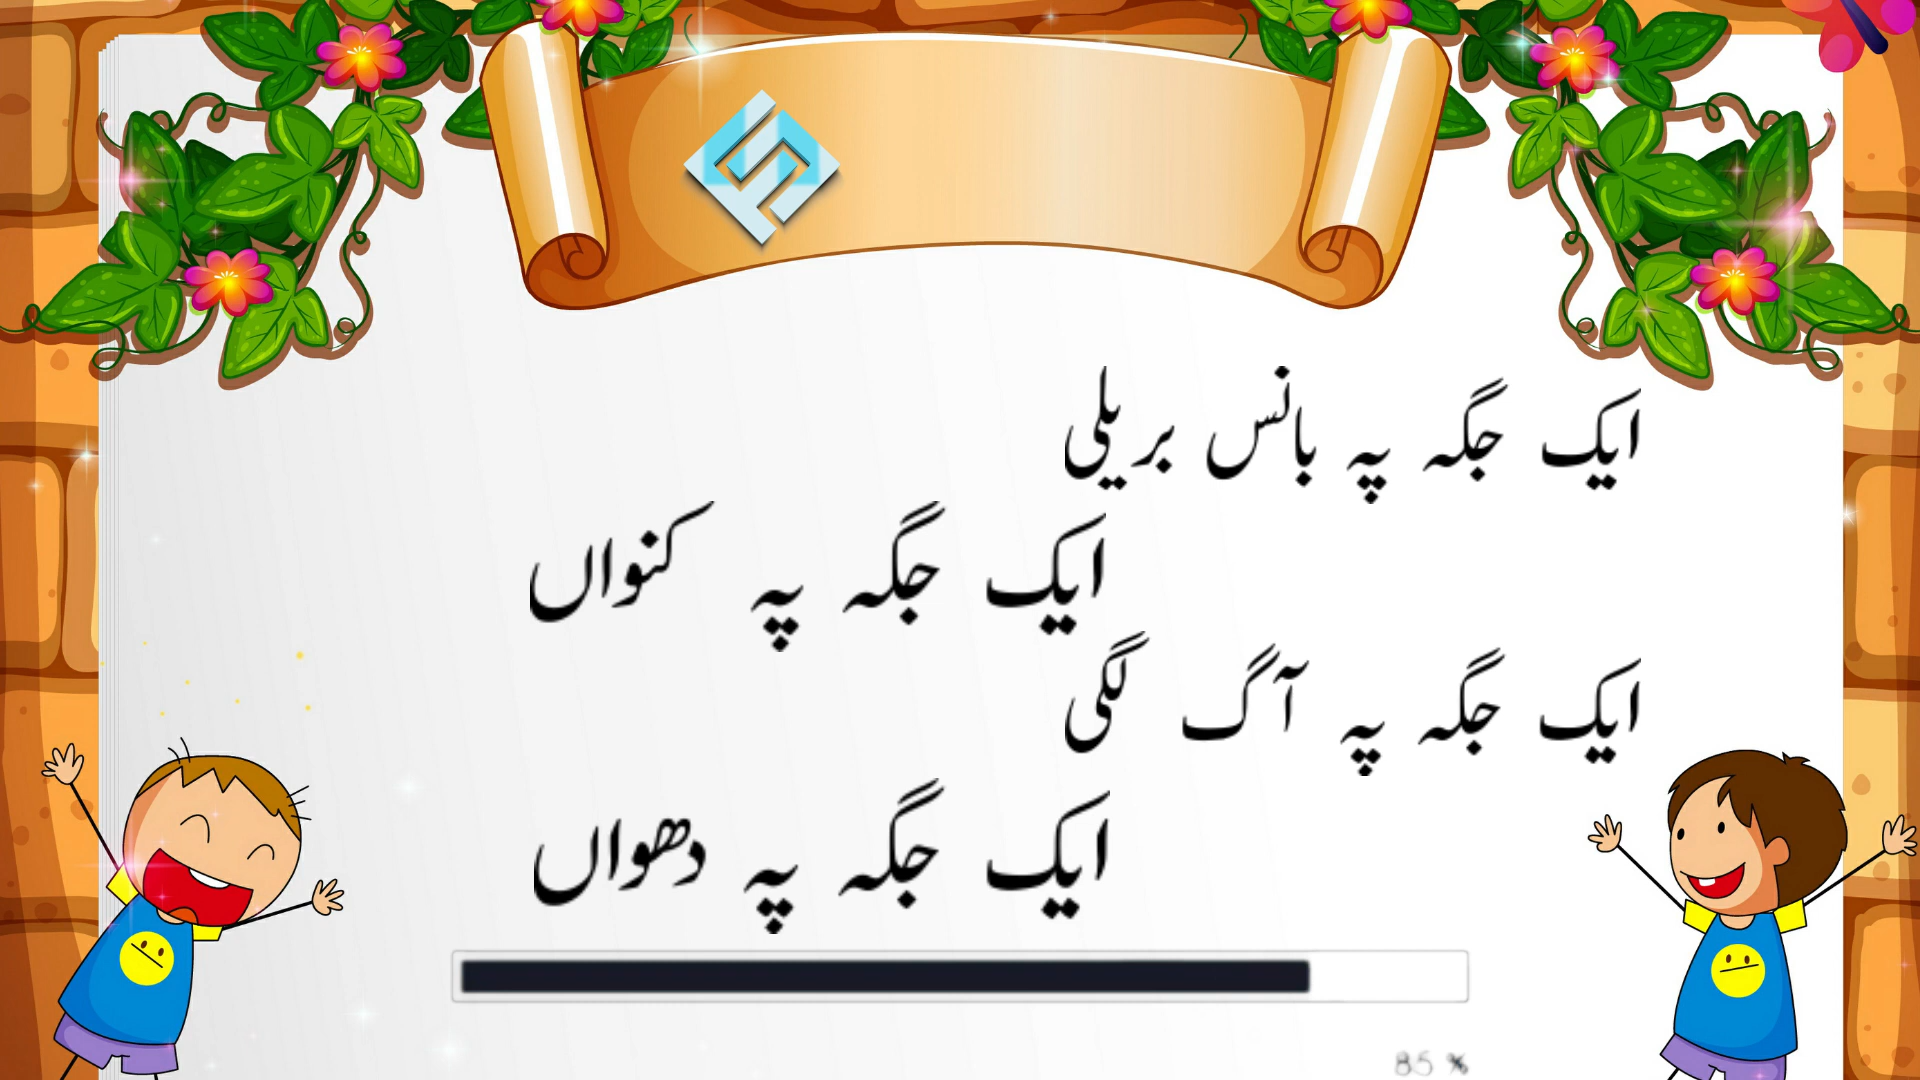 ایک جگہ پہ بانس بریلی
ایک جگہ پہ کنواں
ایک جگہ پہ آگ لگی
ایک جگہ پہ دھواں
85 %